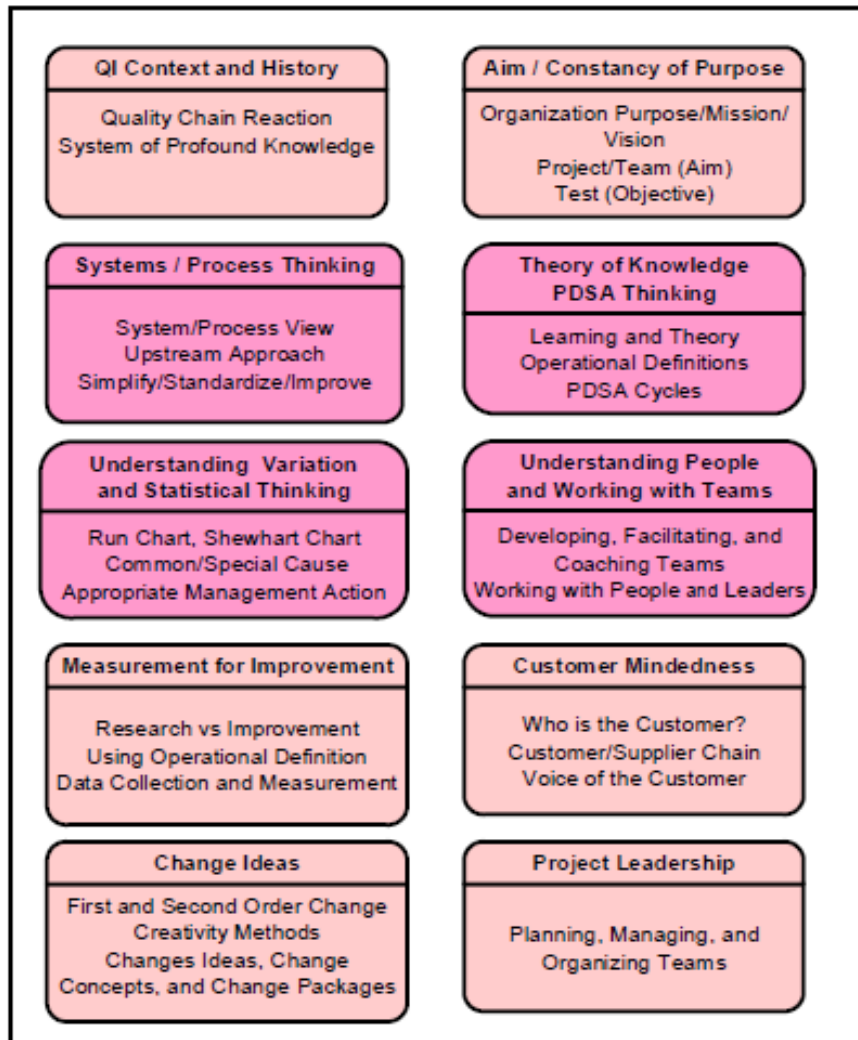 QI Context and History
Quality Chain Reaction
System of Profound Knowledge
Aim / Constancy of Purpose
Organization Purpose/Mission/
Vision
Project/Team (Aim)
Test (Objective)
Systems / Process Thinking
System/Process View
Upstream Approach
Simplify/Standardize/Improve
Theory of Knowledge
PDSA Thinking
Learning and Theory
Operational Definitions
PDSA Cycles
Understanding Variation
and Statistical Thinking
Run Chart, Shewhart Chart
Common/Special Cause
Appropriate Management Action
Understanding People
and Working with Teams
Developing, Facilitating, and
Coaching Teams
Working with People and Leaders
Measurement for Improvement
Research vs Improvement
Using Operational Definition
Data Collection and Measurement
Customer Mindedness
Who is the Customer?
Customer/Supplier Chain
Voice of the Customer
Change Ideas
First and Second Order Change
Creativity Methods
Changes Ideas, Change
Concepts, and Change Packages
Project Leadership
Planning, Managing, and
Organizing Teams